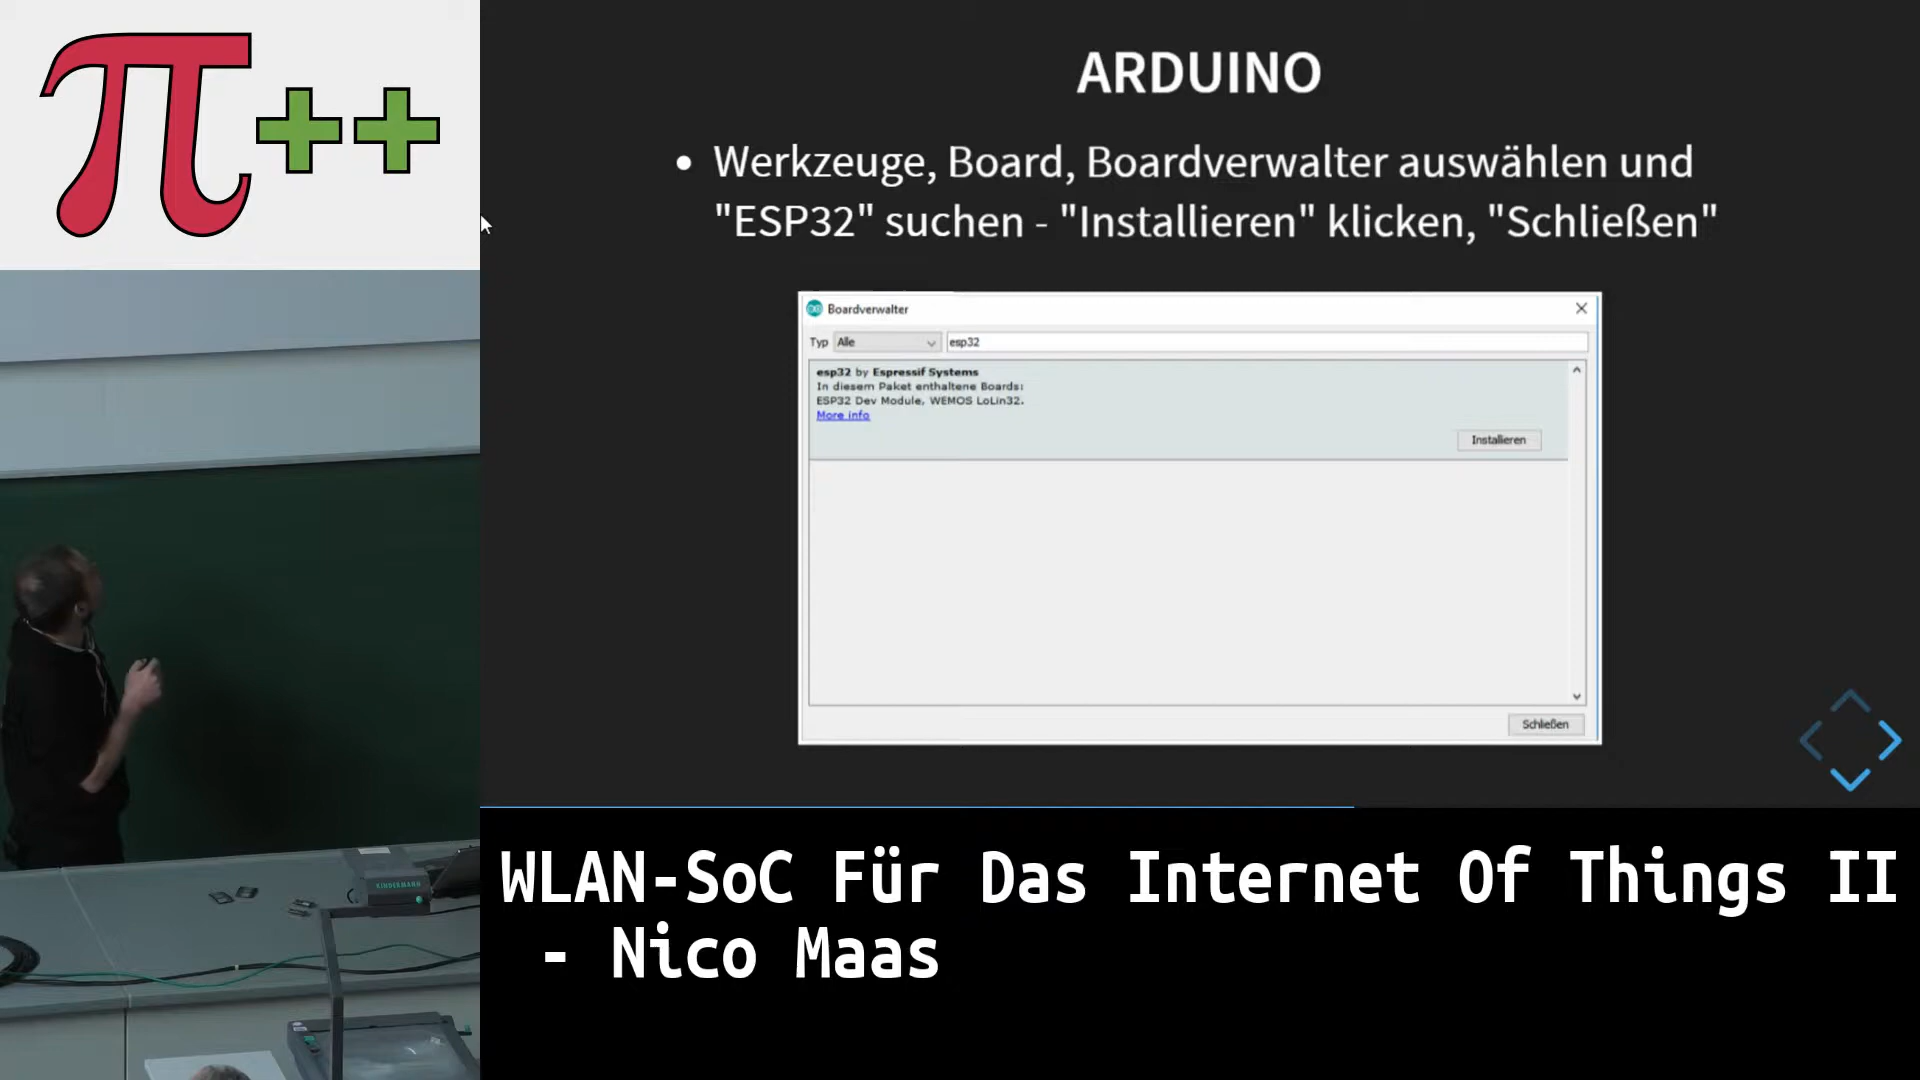 π++
ARDUINO
• Werkzeuge, Board, Boardverwalter auswählen und
"ESP32" suchen - "Installieren" klicken, "Schließen"
Boardverwalter
Typ Alle esp32
esp32 by Espressif Systems
In diesem Paket enthaltene Boards:
ESP32 Dev Module, WEMOS LoLin32.
More info
Installieren
Schließen
KINDERMANN
WLAN-SoC Für Das Internet Of Things II
- Nico Maas